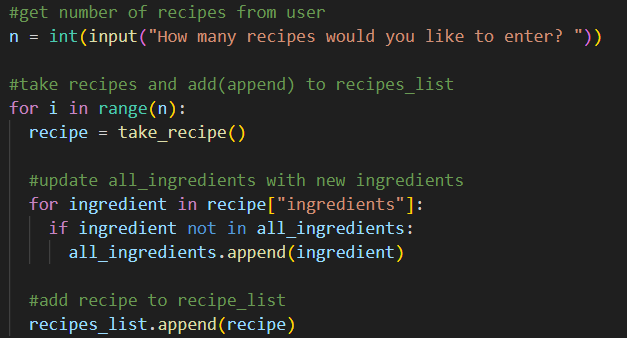 #get number of recipes from user
n = int(input("How many recipes would you like to enter? "))

#take recipes and add(append) to recipes_list
for i in range(n):
  recipe = take_recipe()

  #update all_ingredients with new ingredients
  for ingredient in recipe["ingredients"]:
    if ingredient not in all_ingredients:
      all_ingredients.append(ingredient)

  #add recipe to recipe_list
  recipes_list.append(recipe)